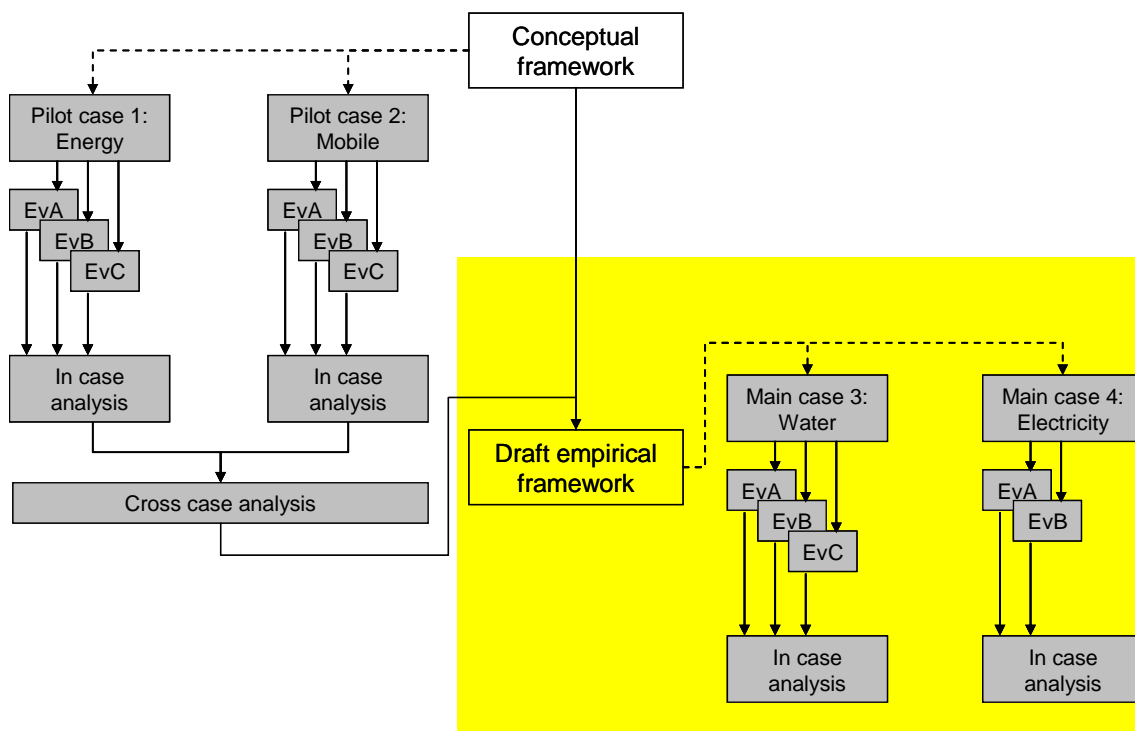 Conceptual
framework
Pilot case 1:
Energy
Pilot case 2:
Mobile
EvA
EvB
EvC
EvA
EvB
EvC
In case
analysis
In case
analysis
Cross case analysis
Draft empirical
framework
Main case 3:
Water
Main case 4:
Electricity
EvA
EvB
EvC
EvA
EvB
In case
analysis
In case
analysis